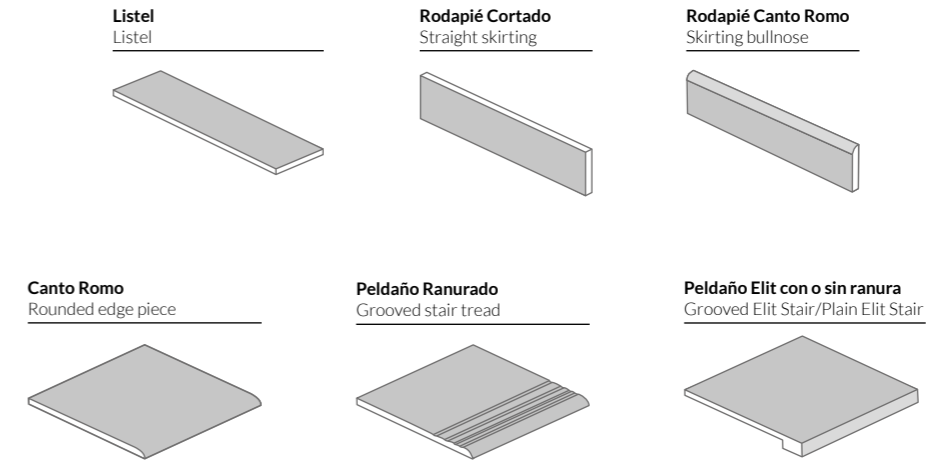 Listel
Listel
Rodapié Cortado
Straight skirting
Rodapié Canto Romo
Skirting bullnose
Canto Romo
Rounded edge piece
Peldaño Ranurado
Grooved stair tread
Peldaño Elit con o sin ranura
Grooved Elit Stair/Plain Elit Stair